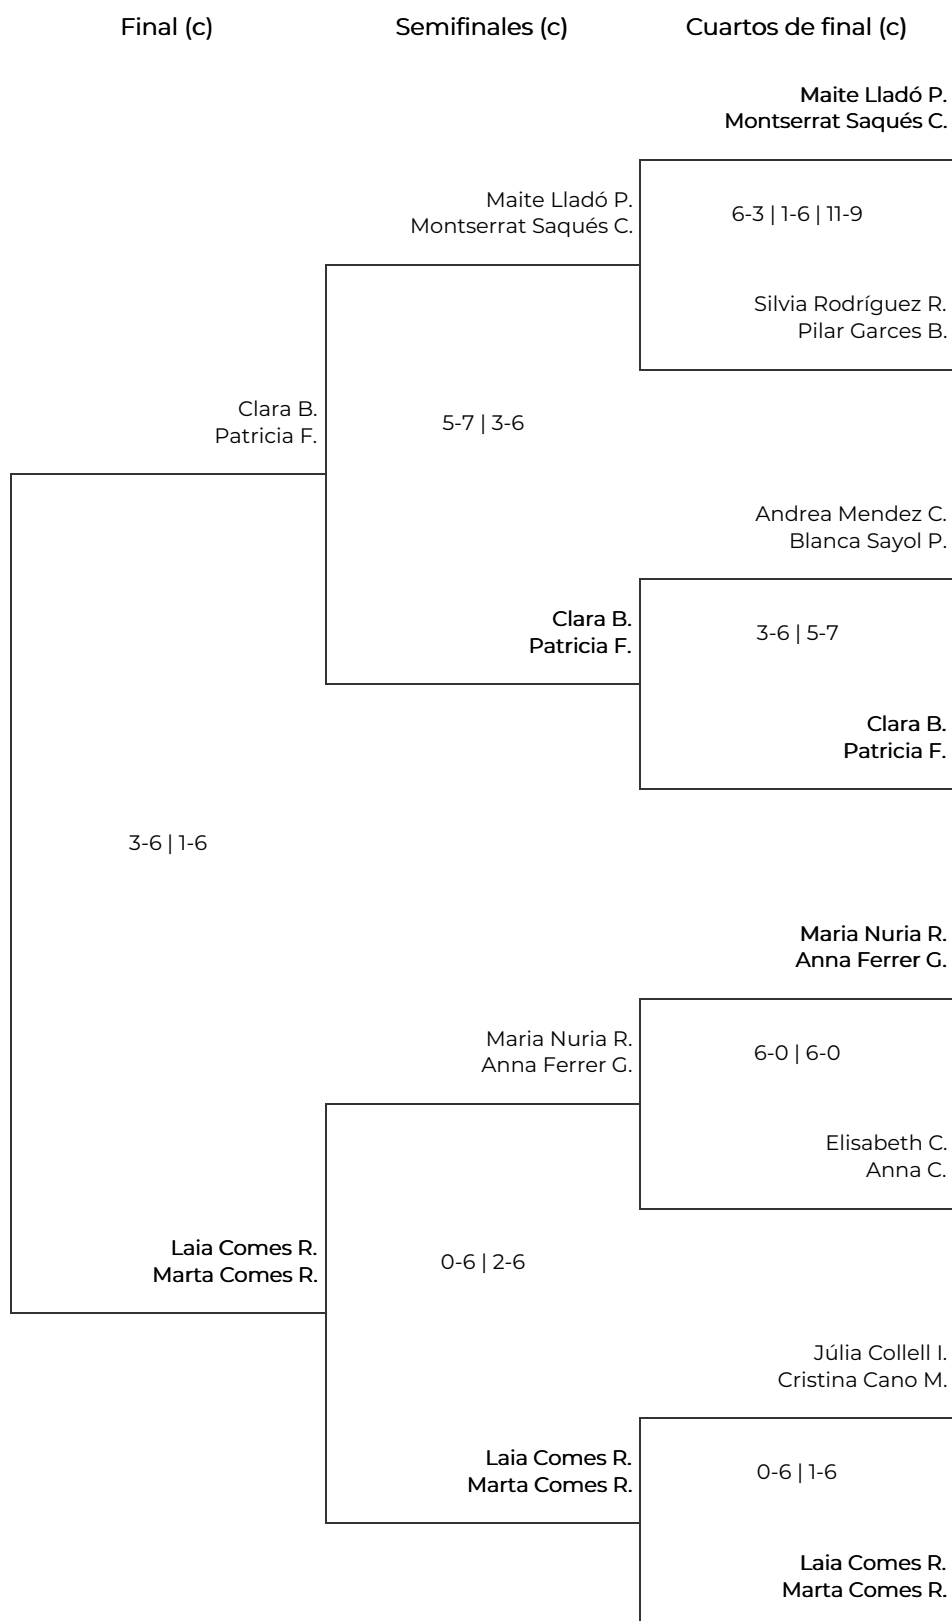 Final (c)
Semifinales (c)
Cuartos de final (c)
Maite Lladó P.
Montserrat Saqués C.
Maite Lladó P.
Montserrat Saqués C.
6-3 | 1-6 | 11-9
Silvia Rodríguez R.
Pilar Garces B.
Clara B.
Patricia F.
5-7 | 3-6
Andrea Mendez C.
Blanca Sayol P.
Clara B.
Patricia F.
3-6 | 5-7
Clara B.
Patricia F.
3-6 | 1-6
Maria Nuria R.
Anna Ferrer G.
Maria Nuria R.
Anna Ferrer G.
6-0 | 6-0
Elisabeth C.
Anna C.
Laia Comes R.
Marta Comes R.
0-6 | 2-6
Júlia Collell I.
Cristina Cano M.
Laia Comes R.
Marta Comes R.
0-6 | 1-6
Laia Comes R.
Marta Comes R.